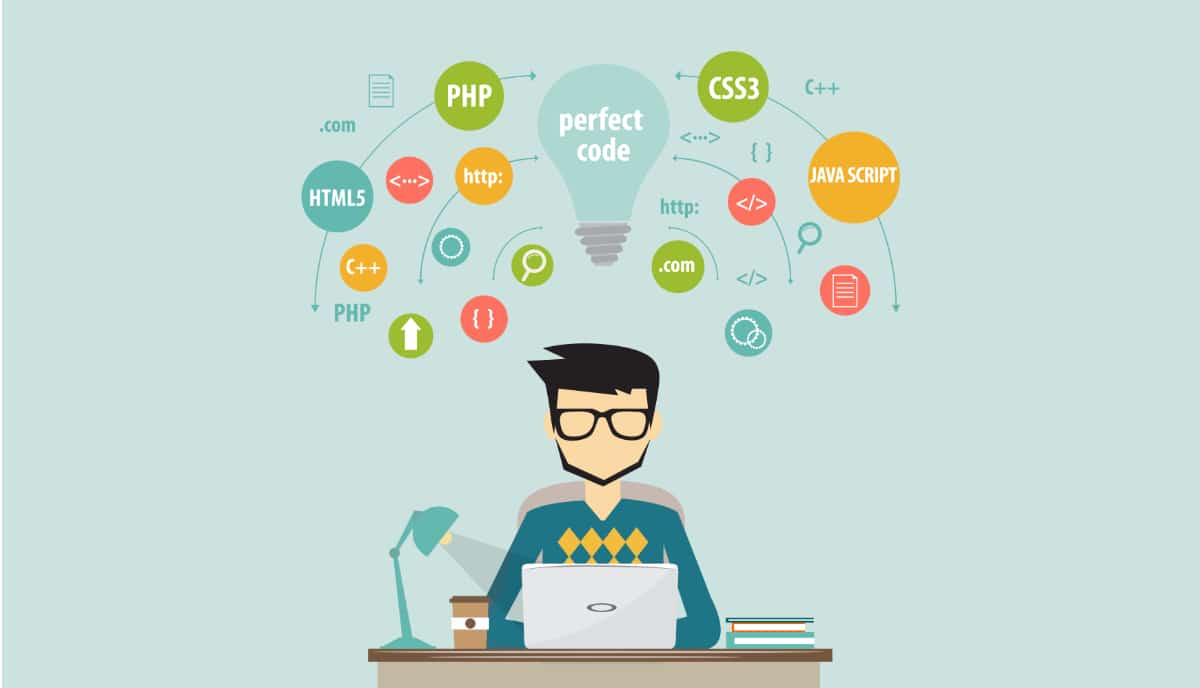 PHP
CSS3
C++
perfect
code
.com
<···>
{ }
HTML5
<···>
http:
</>
JAVA SCRIPT
http:
C++
.com
</>
PHP
{ }